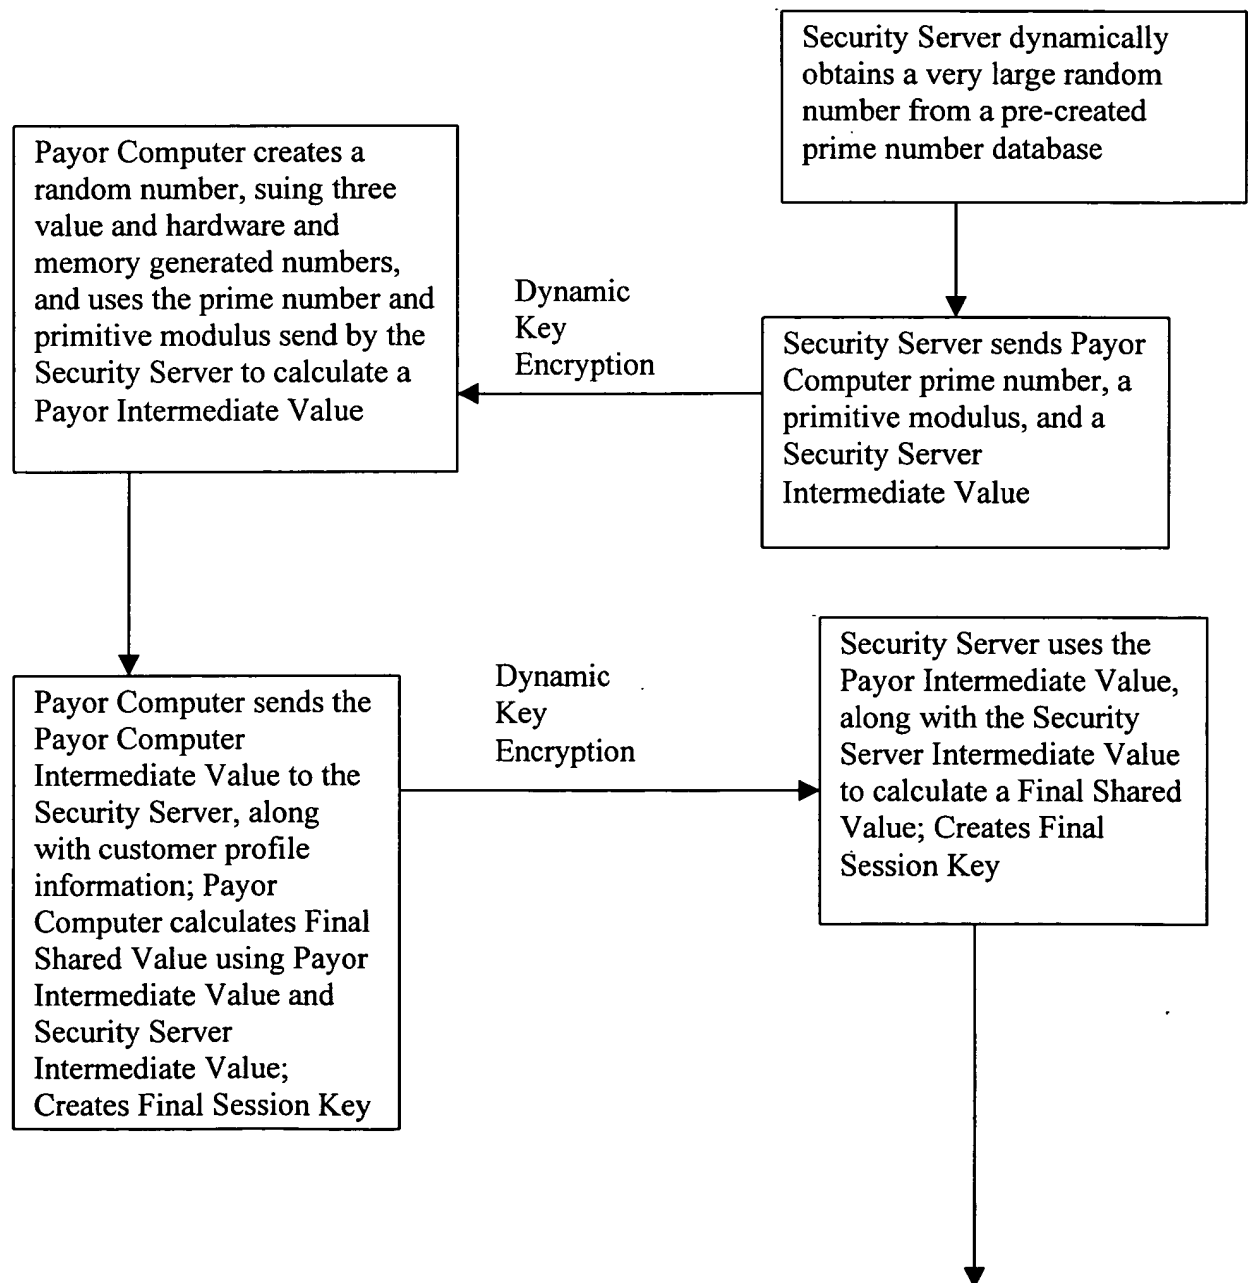 Security Server dynamically
obtains a very large random
number from a pre-created
prime number database
Payor Computer creates a
random number, suing three
value and hardware and
memory generated numbers,
and uses the prime number and
primitive modulus send by the
Security Server to calculate a
Payor Intermediate Value
Dynamic
Key
Encryption
Security Server sends Payor
Computer prime number, a
primitive modulus, and a
Security Server
Intermediate Value
Payor Computer sends the
Payor Computer
Intermediate Value to the
Security Server, along
with customer profile
information; Payor
Computer calculates Final
Shared Value using Payor
Intermediate Value and
Security Server
Intermediate Value;
Creates Final Session Key
Dynamic
Key
Encryption
Security Server uses the
Payor Intermediate Value,
along with the Security
Server Intermediate Value
to calculate a Final Shared
Value; Creates Final
Session Key